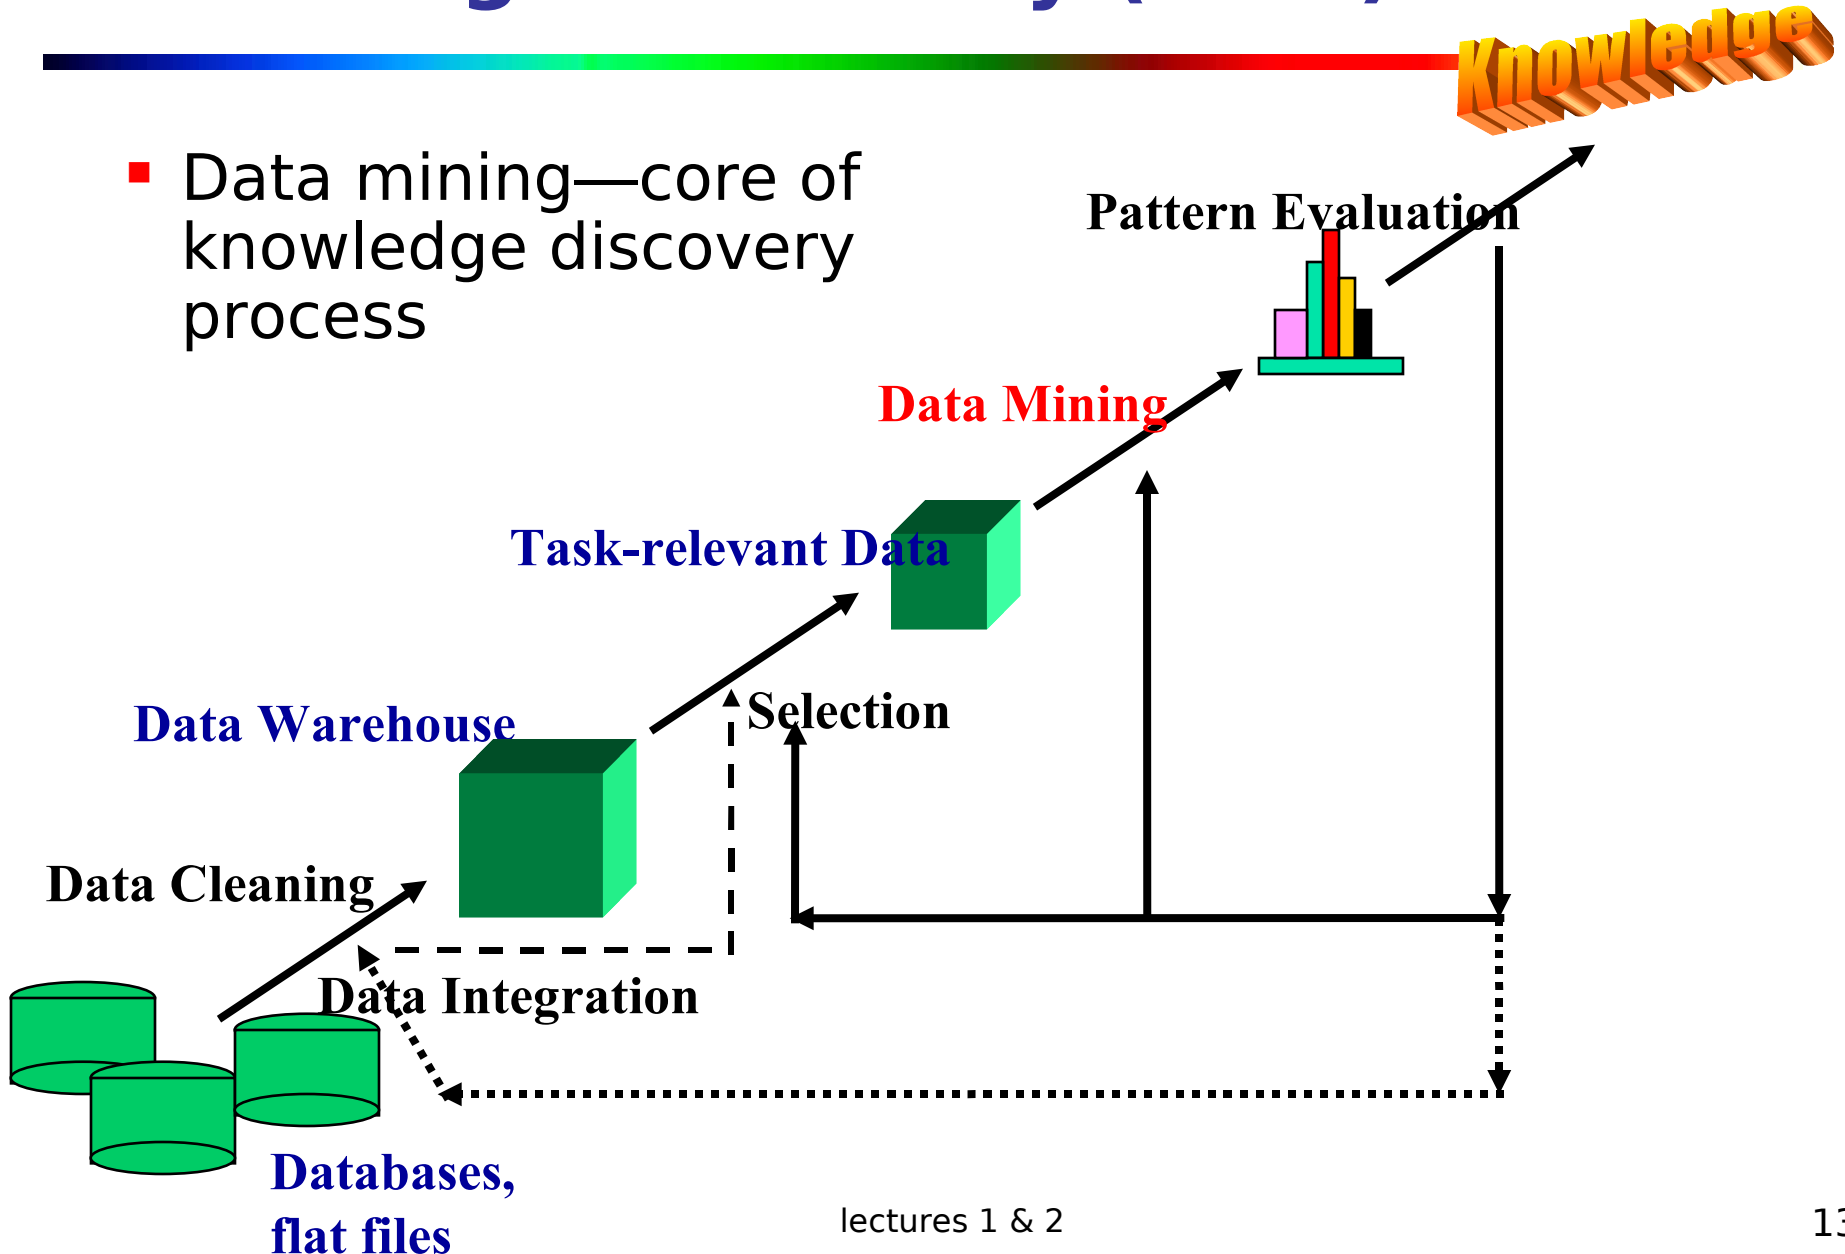 Knowledge
Data mining—core of
knowledge discovery
process
Pattern Evaluation
Data Mining
Task-relevant Data
Selection
Data Warehouse
Data Cleaning
Data Integration
Databases,
flat files
lectures 1 & 2
13